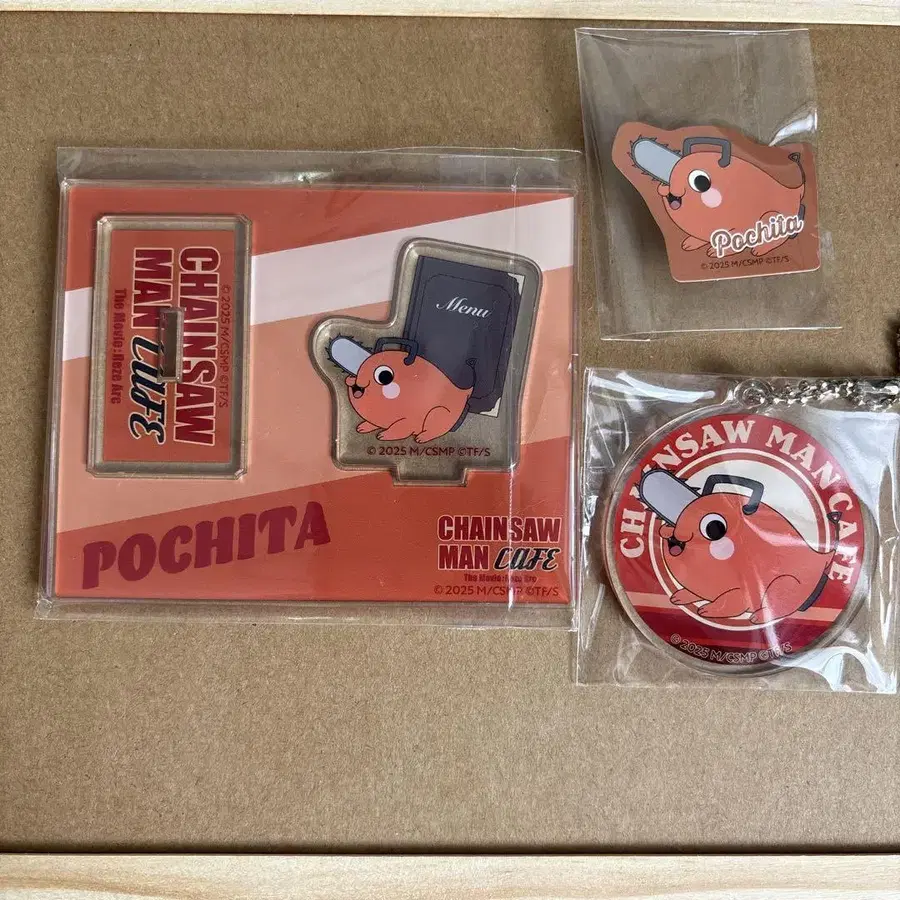 CHAINSAW
MAN CAFE
The Movie: Reze Arc
© 2025 M/CSMP ©TF/S
Menu
© 2025 M/CSMP ©TF/S
POCHITA
CHAINSAW
MAN CAFE
The Movie: Reze Arc
© 2025 M/CSMP ©TF/S
Pochita
© 2025 M/CSMP ©TF/S
CHAINSAW MAN CAFE
© 2025 M/CSMP ©TF/S